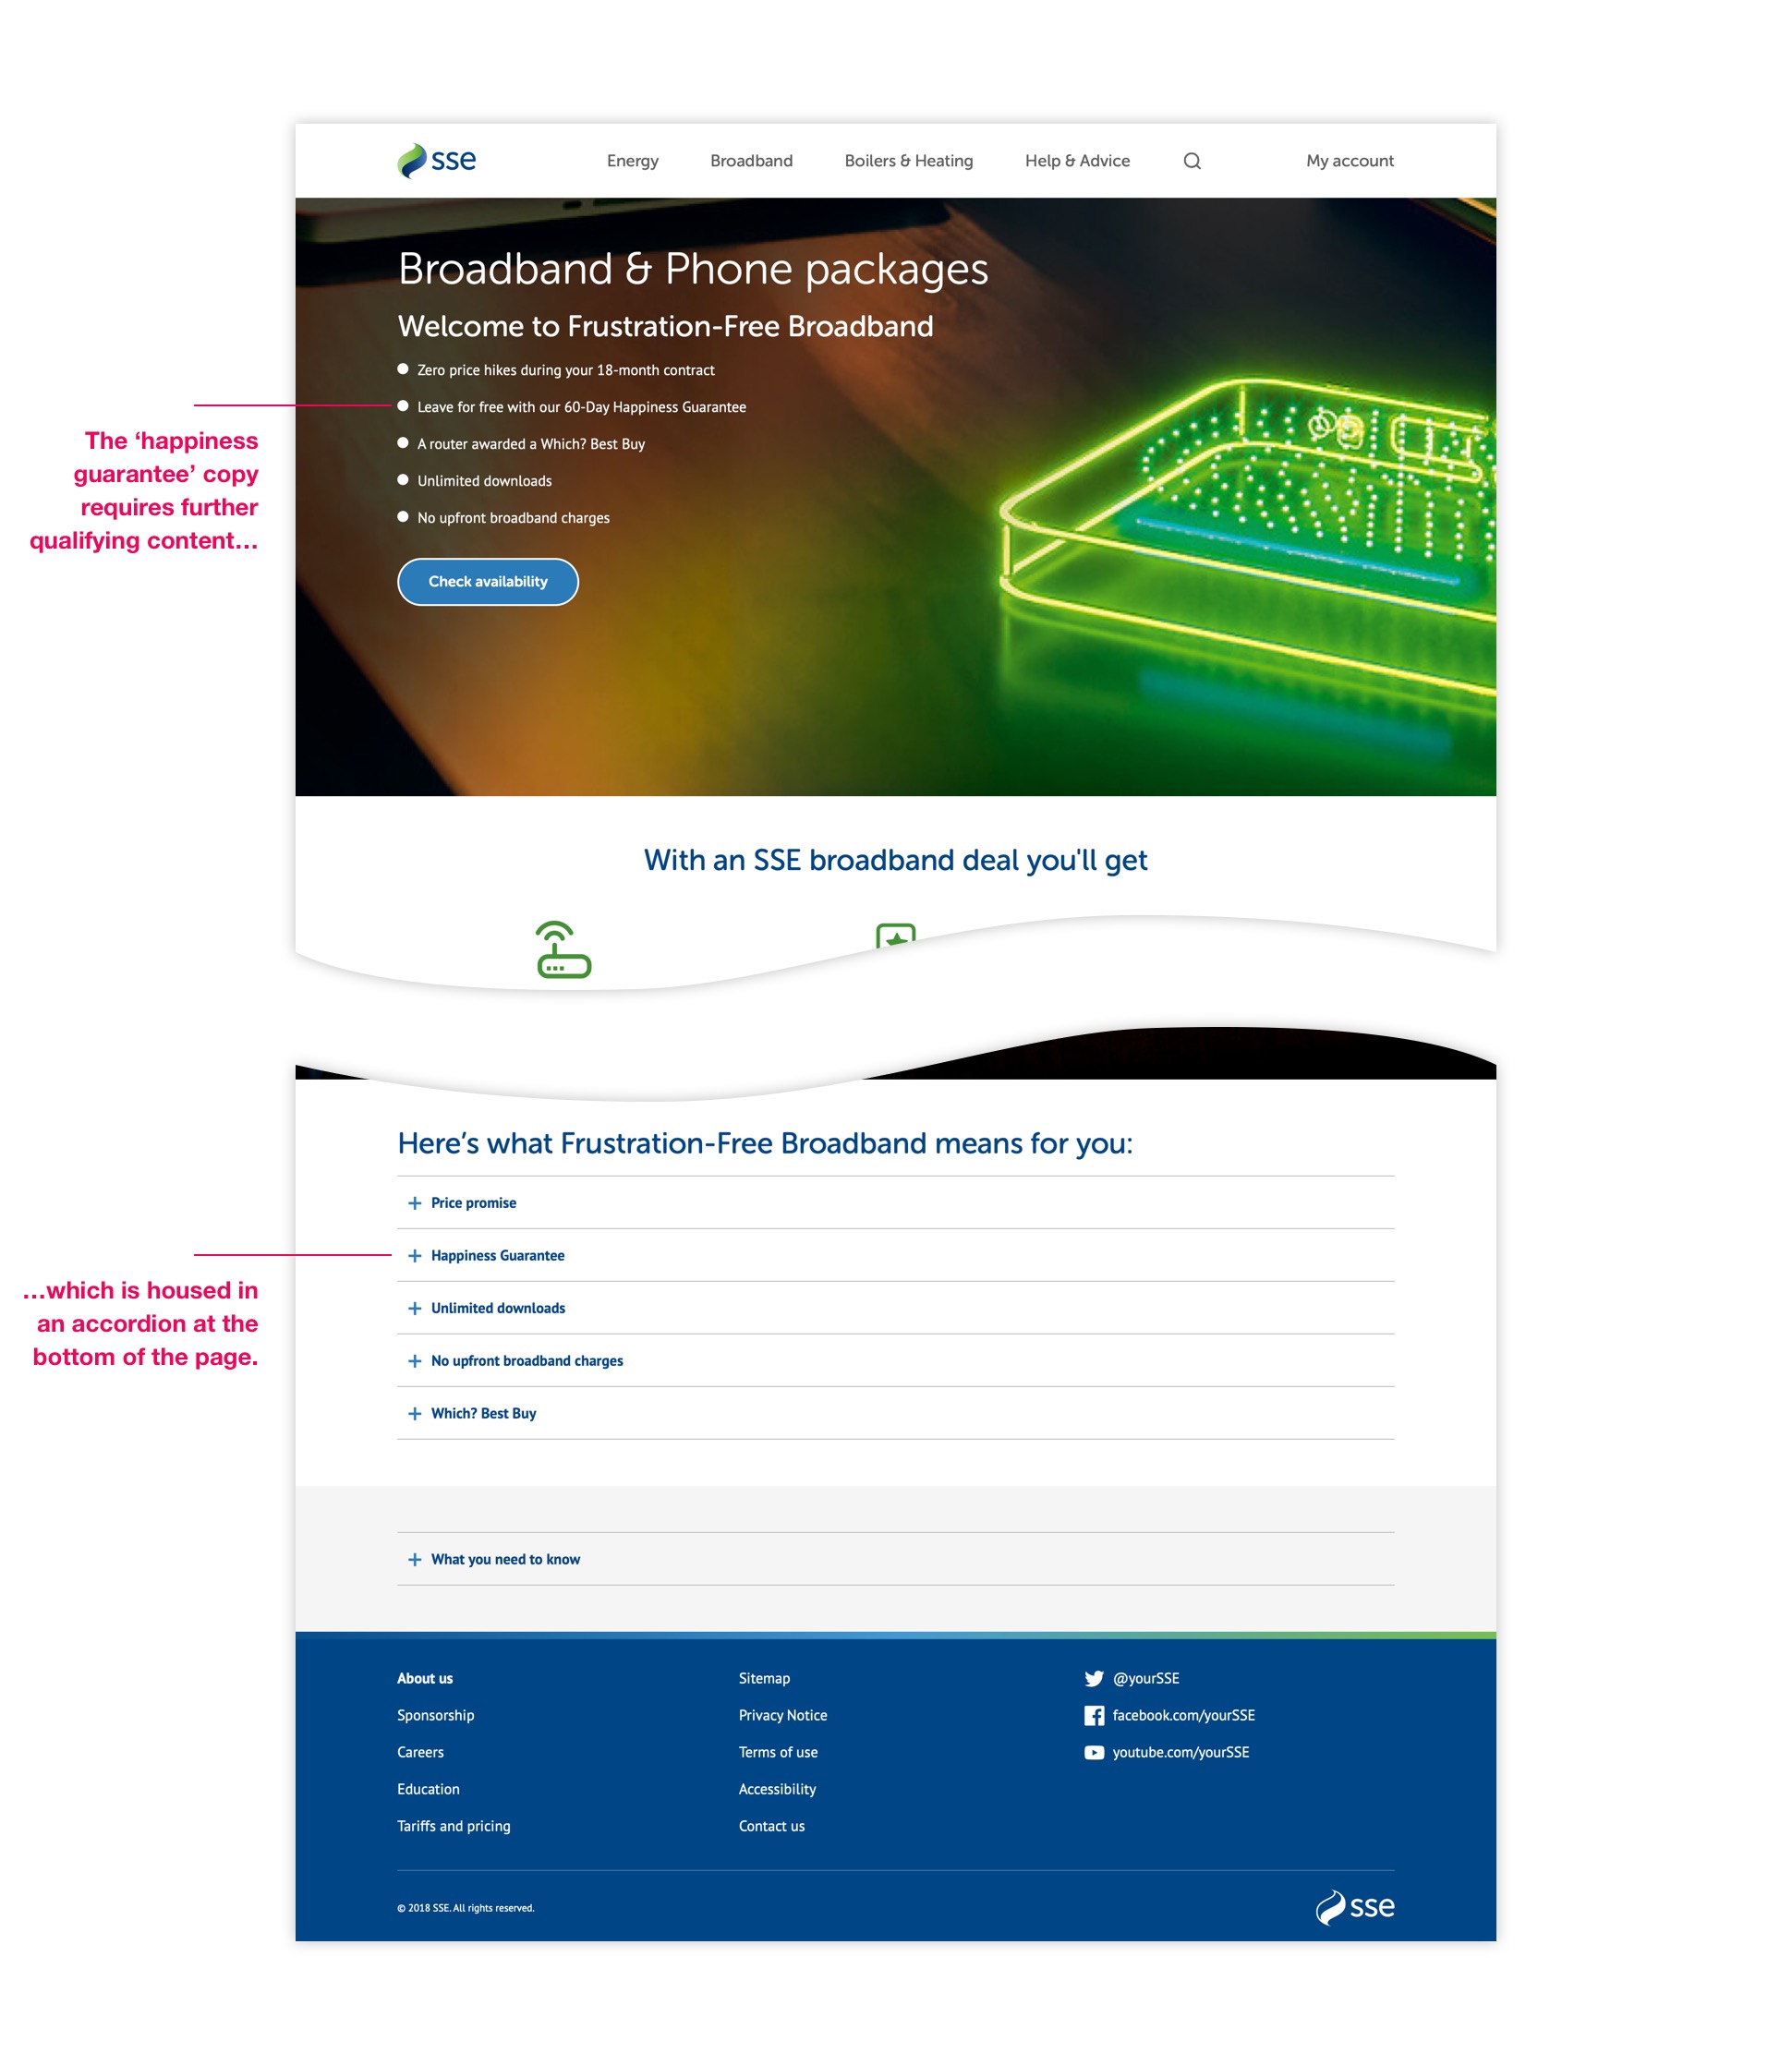 sse
Energy
Broadband
Boilers & Heating
Help & Advice
My account
Broadband & Phone packages
Welcome to Frustration-Free Broadband
Zero price hikes during your 18-month contract
Leave for free with our 60-Day Happiness Guarantee
A router awarded a Which? Best Buy
Unlimited downloads
No upfront broadband charges
Check availability
The ‘happiness
guarantee’ copy
requires further
qualifying content…
With an SSE broadband deal you'll get
Here’s what Frustration-Free Broadband means for you:
Price promise
Happiness Guarantee
Unlimited downloads
No upfront broadband charges
Which? Best Buy
…which is housed in
an accordion at the
bottom of the page.
What you need to know
About us
Sponsorship
Careers
Education
Tariffs and pricing
Sitemap
Privacy Notice
Terms of use
Accessibility
Contact us
@yourSSE
facebook.com/yourSSE
youtube.com/yourSSE
© 2018 SSE. All rights reserved.
sse